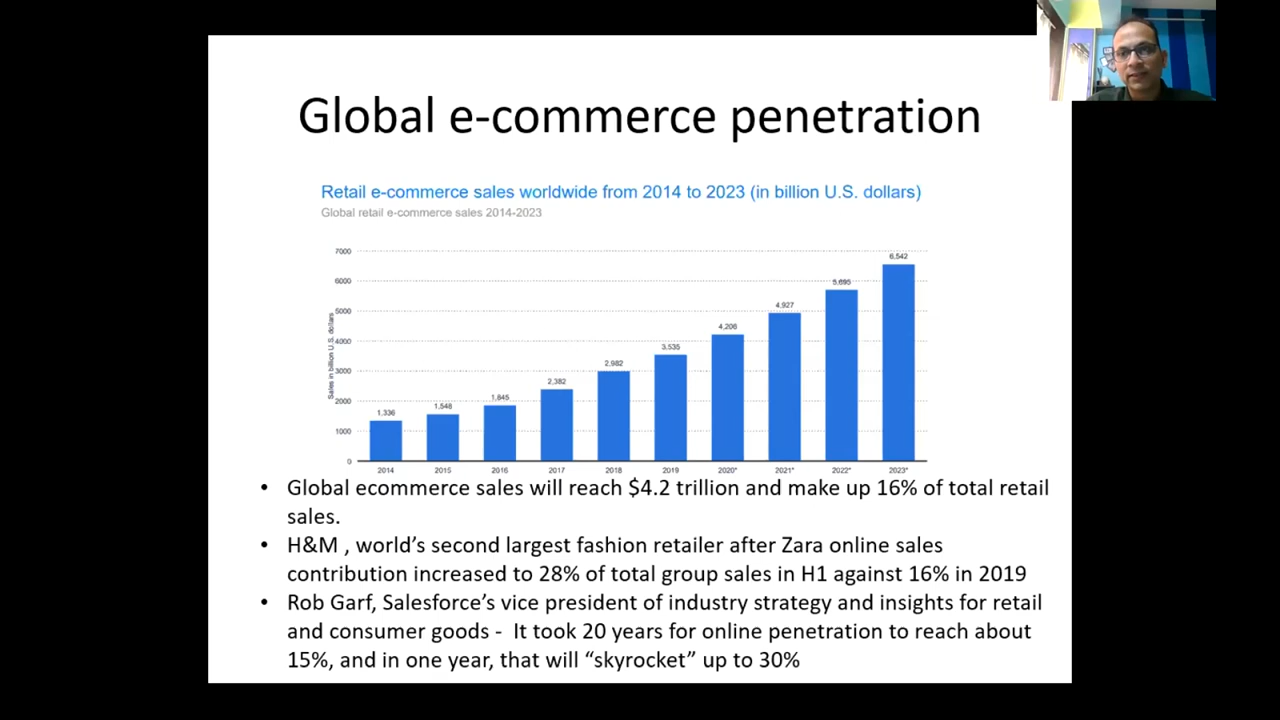 Global e-commerce penetration
Retail e-commerce sales worldwide from 2014 to 2023 (in billion U.S. dollars)
Global retail e-commerce sales 2014-2023
Sales in billion U.S. dollars
7000
6000
5000
4000
3000
2000
1000
0
1,336
1,548
1,845
2,382
2,982
3,535
4,206
4,927
5,695
6,542
2014
2015
2016
2017
2018
2019
2020*
2021*
2022*
2023*
• Global ecommerce sales will reach $4.2 trillion and make up 16% of total retail
sales.
• H&M , world’s second largest fashion retailer after Zara online sales
contribution increased to 28% of total group sales in H1 against 16% in 2019
• Rob Garf, Salesforce’s vice president of industry strategy and insights for retail
and consumer goods - It took 20 years for online penetration to reach about
15%, and in one year, that will “skyrocket” up to 30%